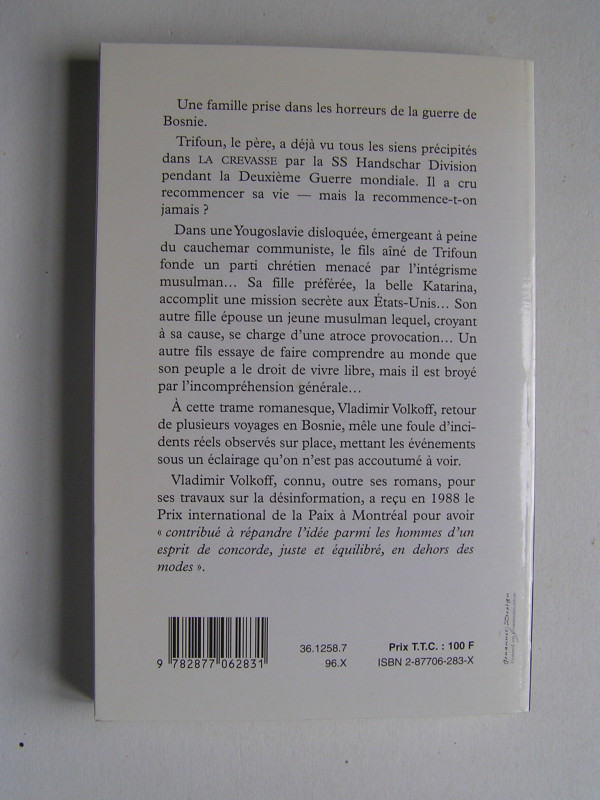 Une famille prise dans les horreurs de la guerre de
Bosnie.
Trifoun, le père, a déjà vu tous les siens précipités
dans LA CREVASSE par la SS Handschar Division
pendant la Deuxième Guerre mondiale. Il a cru
recommencer sa vie — mais la recommence-t-on
jamais ?
Dans une Yougoslavie disloquée, émergeant à peine
du cauchemar communiste, le fils aîné de Trifoun
fonde un parti chrétien menacé par l'intégrisme
musulman... Sa fille préférée, la belle Katarina,
accomplit une mission secrète aux États-Unis... Son
autre fille épouse un jeune musulman lequel, croyant
à sa cause, se charge d'une atroce provocation... Un
autre fils essaye de faire comprendre au monde que
son peuple a le droit de vivre libre, mais il est broyé
par l'incompréhension générale...
À cette trame romanesque, Vladimir Volkoff, retour
de plusieurs voyages en Bosnie, mêle une foule d'inci-
dents réels observés sur place, mettant les événements
sous un éclairage qu'on n'est pas accoutumé à voir.
Vladimir Volkoff, connu, outre ses romans, pour
ses travaux sur la désinformation, a reçu en 1988 le
Prix international de la Paix à Montréal pour avoir
« contribué à répandre l'idée parmi les hommes d'un
esprit de concorde, juste et équilibré, en dehors des
modes ».
9 782877 062831
36.1258.7
96.X
Prix T.T.C. : 100 F
ISBN 2-87706-283-X